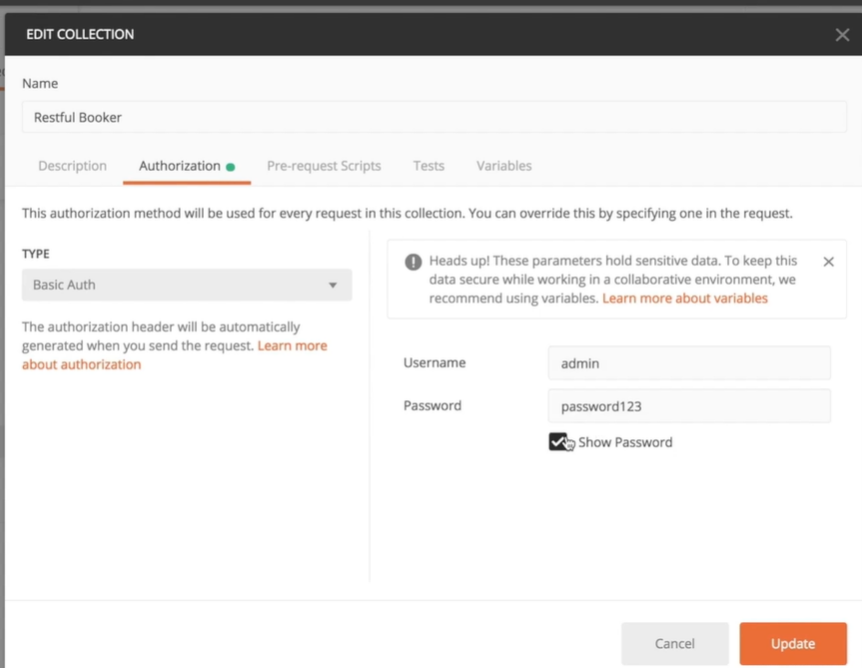 EDIT COLLECTION
Name
Restful Booker
Description Authorization Pre-request Scripts Tests Variables
This authorization method will be used for every request in this collection. You can override this by specifying one in the request.
TYPE
Basic Auth
The authorization header will be automatically
generated when you send the request. Learn more
about authorization
Heads up! These parameters hold sensitive data. To keep this
data secure while working in a collaborative environment, we
recommend using variables. Learn more about variables
Username admin
Password password123
Show Password
Cancel Update